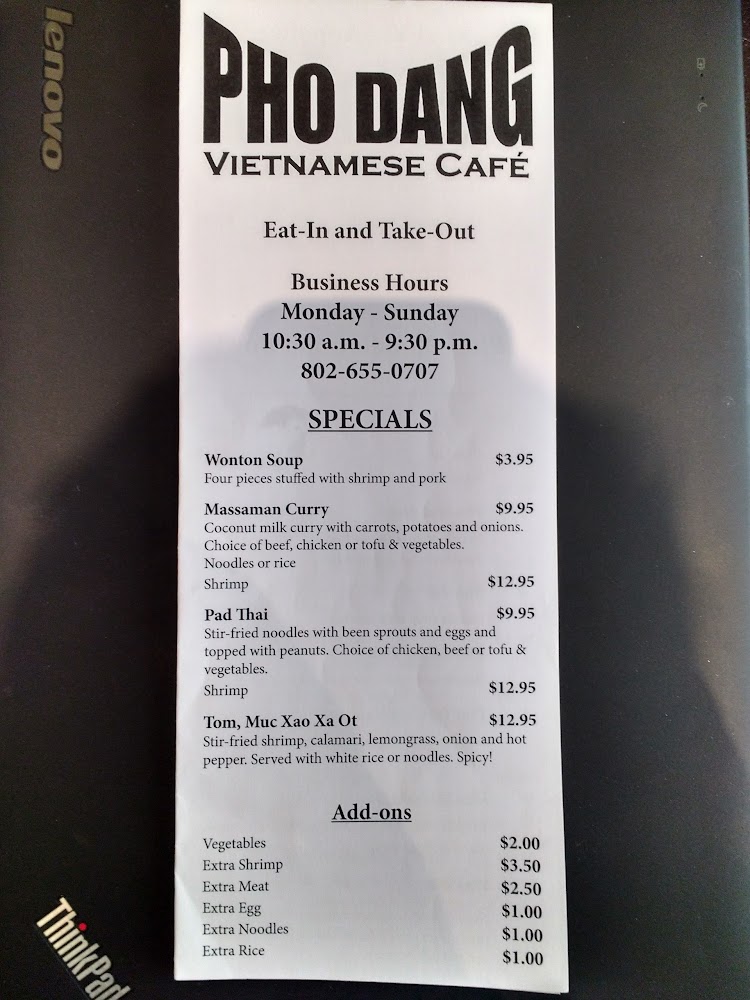 lenovo
PHO DANG
VIETNAMESE CAFÉ
Eat-In and Take-Out
Business Hours
Monday - Sunday
10:30 a.m. - 9:30 p.m.
802-655-0707
SPECIALS
Wonton Soup $3.95
Four pieces stuffed with shrimp and pork
Massaman Curry $9.95
Coconut milk curry with carrots, potatoes and onions.
Choice of beef, chicken or tofu & vegetables.
Noodles or rice
Shrimp $12.95
Pad Thai $9.95
Stir-fried noodles with been sprouts and eggs and
topped with peanuts. Choice of chicken, beef or tofu &
vegetables.
Shrimp $12.95
Tom, Muc Xao Xa Ot $12.95
Stir-fried shrimp, calamari, lemongrass, onion and hot
pepper. Served with white rice or noodles. Spicy!
Add-ons
Vegetables $2.00
Extra Shrimp $3.50
Extra Meat $2.50
Extra Egg $1.00
Extra Noodles $1.00
Extra Rice $1.00
ThinkPad